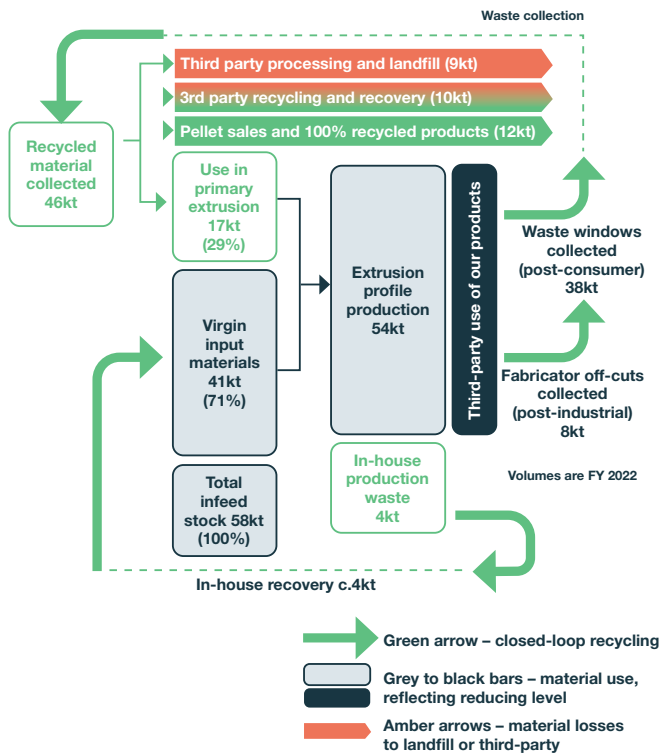 Waste collection
Third party processing and landfill (9kt)
3rd party recycling and recovery (10kt)
Pellet sales and 100% recycled products (12kt)
Recycled
material
collected
46kt
Use in
primary
extrusion
17kt
(29%)
Virgin
input
materials
41kt
(71%)
Total
infeed
stock 58kt
(100%)
Extrusion
profile
production
54kt
Third-party use of our products
Waste windows
collected
(post-consumer)
38kt
Fabricator off-cuts
collected
(post-industrial)
8kt
In-house
production
waste
4kt
Volumes are FY 2022
In-house recovery c.4kt
Green arrow – closed-loop recycling
Grey to black bars – material use,
reflecting reducing level
Amber arrows – material losses
to landfill or third-party